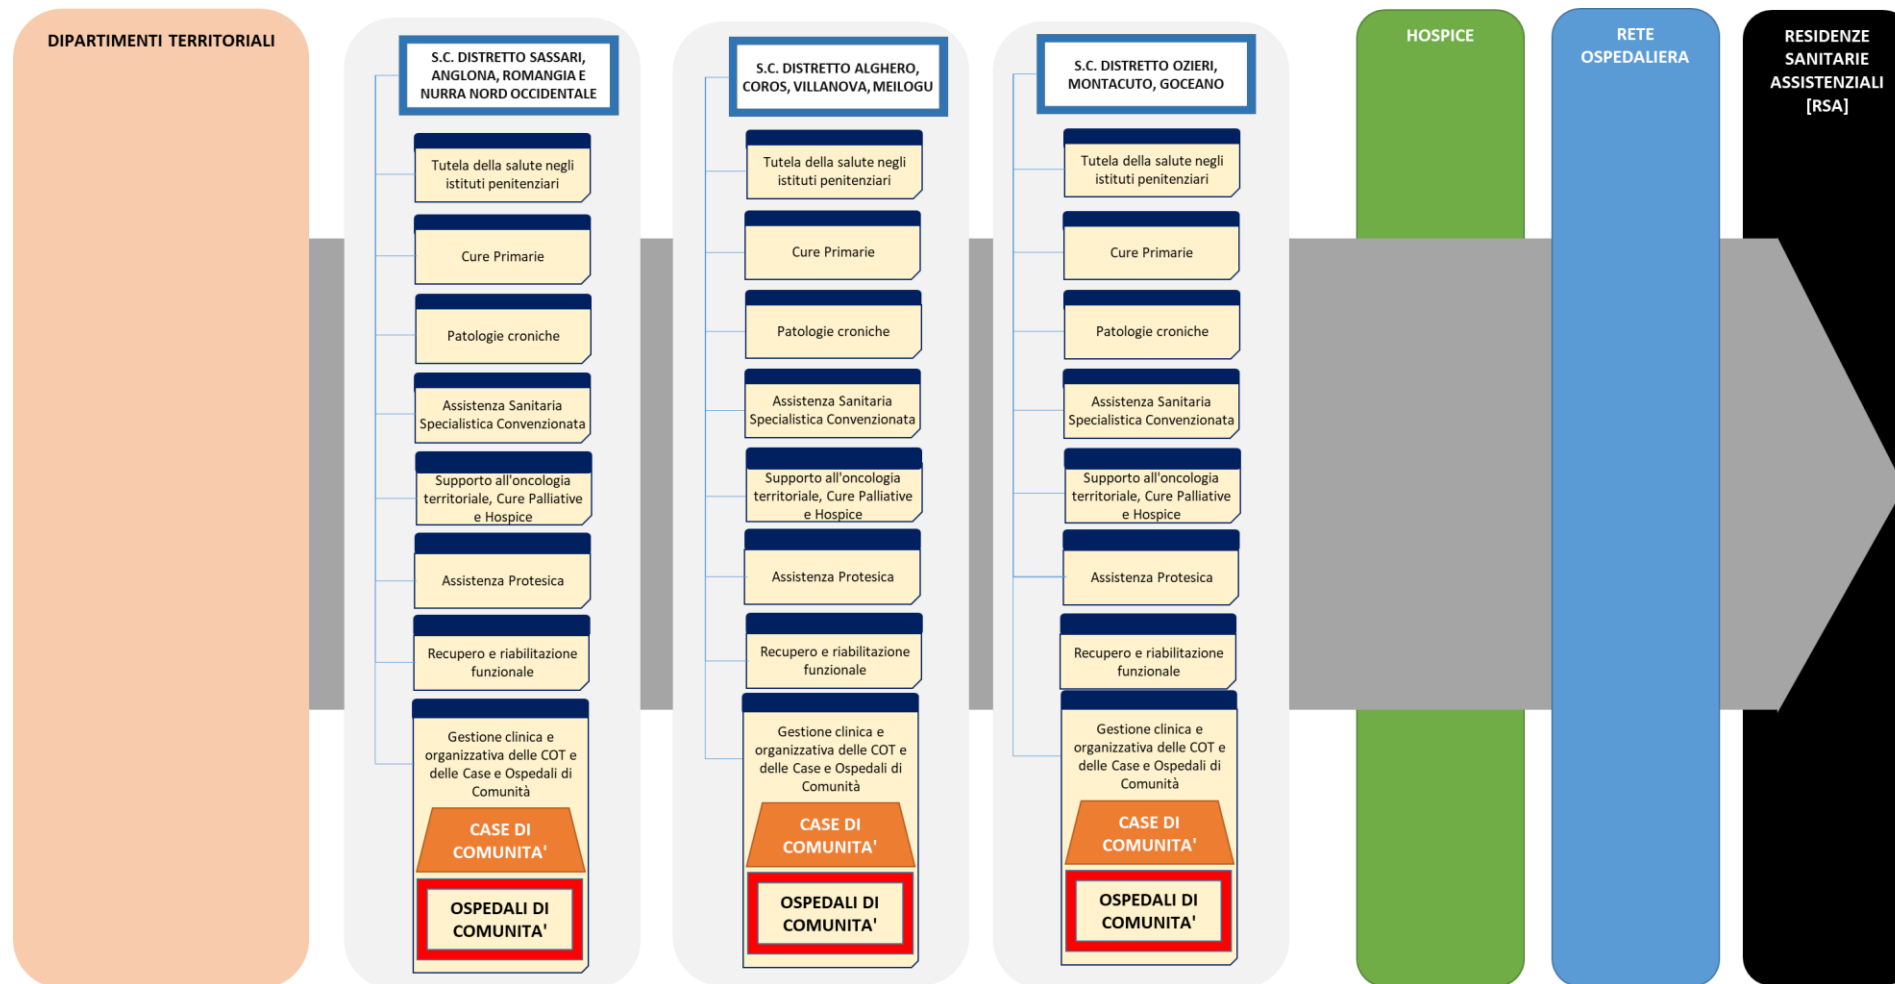 DIPARTIMENTI TERRITORIALI
S.C. DISTRETTO SASSARI,
ANGLONA, ROMANGIA E
NURRA NORD OCCIDENTALE
Tutela della salute negli
istituti penitenziari
Cure Primarie
Patologie croniche
Assistenza Sanitaria
Specialistica Convenzionata
Supporto all'oncologia
territoriale, Cure Palliative
e Hospice
Assistenza Protesica
Recupero e riabilitazione
funzionale
Gestione clinica e
organizzativa delle COT e
delle Case e Ospedali di
Comunità
CASE DI
COMUNITA'
OSPEDALI DI
COMUNITA'
S.C. DISTRETTO ALGHERO,
COROS, VILLANOVA, MEILOGU
Tutela della salute negli
istituti penitenziari
Cure Primarie
Patologie croniche
Assistenza Sanitaria
Specialistica Convenzionata
Supporto all'oncologia
territoriale, Cure Palliative
e Hospice
Assistenza Protesica
Recupero e riabilitazione
funzionale
Gestione clinica e
organizzativa delle COT e
delle Case e Ospedali di
Comunità
CASE DI
COMUNITA'
OSPEDALI DI
COMUNITA'
S.C. DISTRETTO OZIERI,
MONTACUTO, GOCEANO
Tutela della salute negli
istituti penitenziari
Cure Primarie
Patologie croniche
Assistenza Sanitaria
Specialistica Convenzionata
Supporto all'oncologia
territoriale, Cure Palliative
e Hospice
Assistenza Protesica
Recupero e riabilitazione
funzionale
Gestione clinica e
organizzativa delle COT e
delle Case e Ospedali di
Comunità
CASE DI
COMUNITA'
OSPEDALI DI
COMUNITA'
HOSPICE
RETE
OSPEDALIERA
RESIDENZE
SANITARIE
ASSISTENZIALI
[RSA]